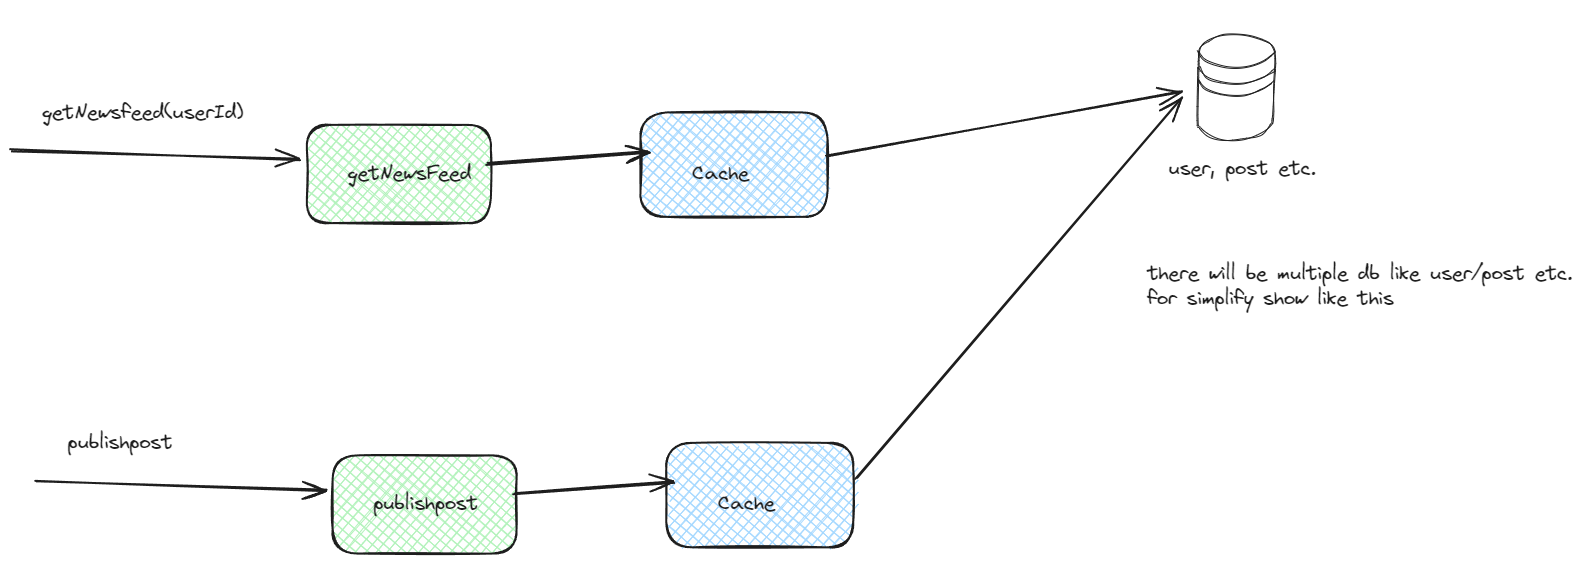 getNewsfeed(userId)
getNewsFeed
Cache
user, post etc.
there will be multiple db like user/post etc.
for simplify show like this
publishpost
publishpost
Cache